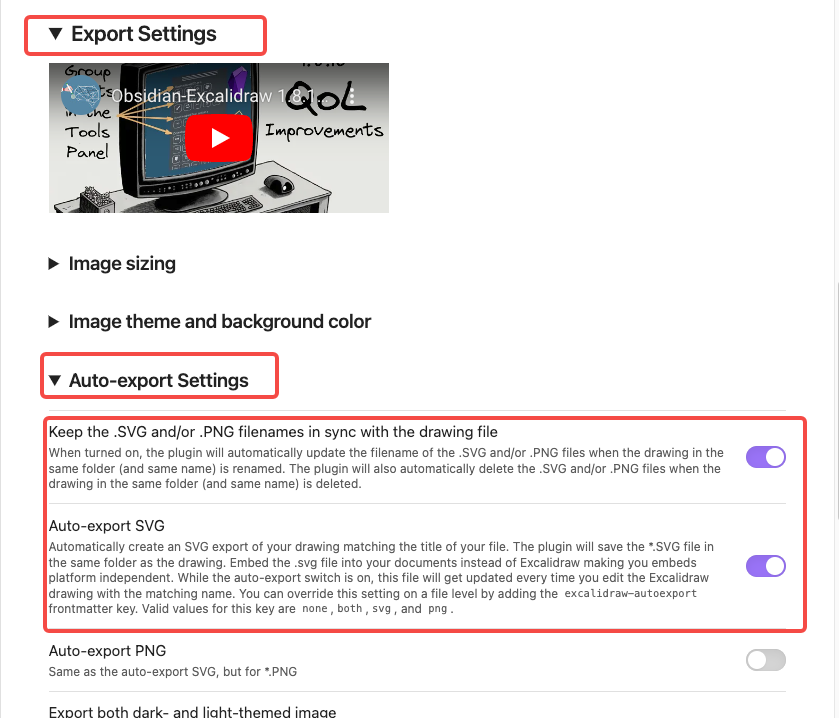 ▼ Export Settings
Group
Obsidian-Excalidraw 1.8.1
in the
QoL
Tools
Improvements
Panel
▶ Image sizing
▶ Image theme and background color
▼ Auto-export Settings
Keep the .SVG and/or .PNG filenames in sync with the drawing file
When turned on, the plugin will automatically update the filename of the .SVG and/or .PNG files when the drawing in the
same folder (and same name) is renamed. The plugin will also automatically delete the .SVG and/or .PNG files when the
drawing in the same folder (and same name) is deleted.
Auto-export SVG
Automatically create an SVG export of your drawing matching the title of your file. The plugin will save the *.SVG file in
the same folder as the drawing. Embed the .svg file into your documents instead of Excalidraw making you embeds
platform independent. While the auto-export switch is on, this file will get updated every time you edit the Excalidraw
drawing with the matching name. You can override this setting on a file level by adding the excalidraw-autoexport
frontmatter key. Valid values for this key are none, both, svg, and png.
Auto-export PNG
Same as the auto-export SVG, but for *.PNG
Export both dark- and light-themed image